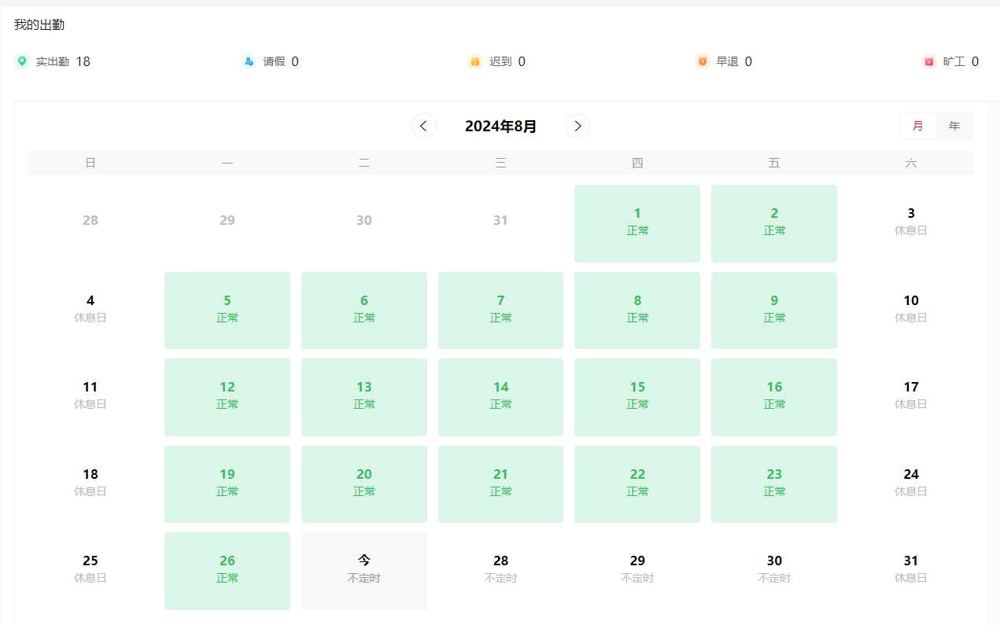 我的出勤
实出勤 18 请假 0 迟到 0 早退 0 旷工 0
2024年8月 月 年
日 一 二 三 四 五 六
28 29 30 31 1 2 3
正常 正常 休息日
4 5 6 7 8 9 10
休息日 正常 正常 正常 正常 正常 休息日
11 12 13 14 15 16 17
休息日 正常 正常 正常 正常 正常 休息日
18 19 20 21 22 23 24
休息日 正常 正常 正常 正常 正常 休息日
25 26 今 28 29 30 31
休息日 正常 不定时 不定时 不定时 不定时 休息日